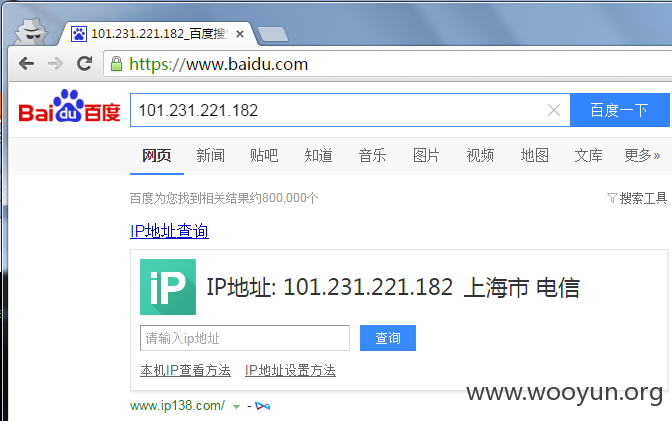 101.231.221.182_百度搜
https://www.baidu.com
Bai du 百度
101.231.221.182
百度一下
网页 新闻 贴吧 知道 音乐 图片 视频 地图 文库 更多»
百度为您找到相关结果约800,000个
搜索工具
IP地址查询
iP
IP地址: 101.231.221.182 上海市 电信
请输入ip地址
查询
本机IP查看方法 IP地址设置方法
www.ip138.com/ -
www.wooyun.org